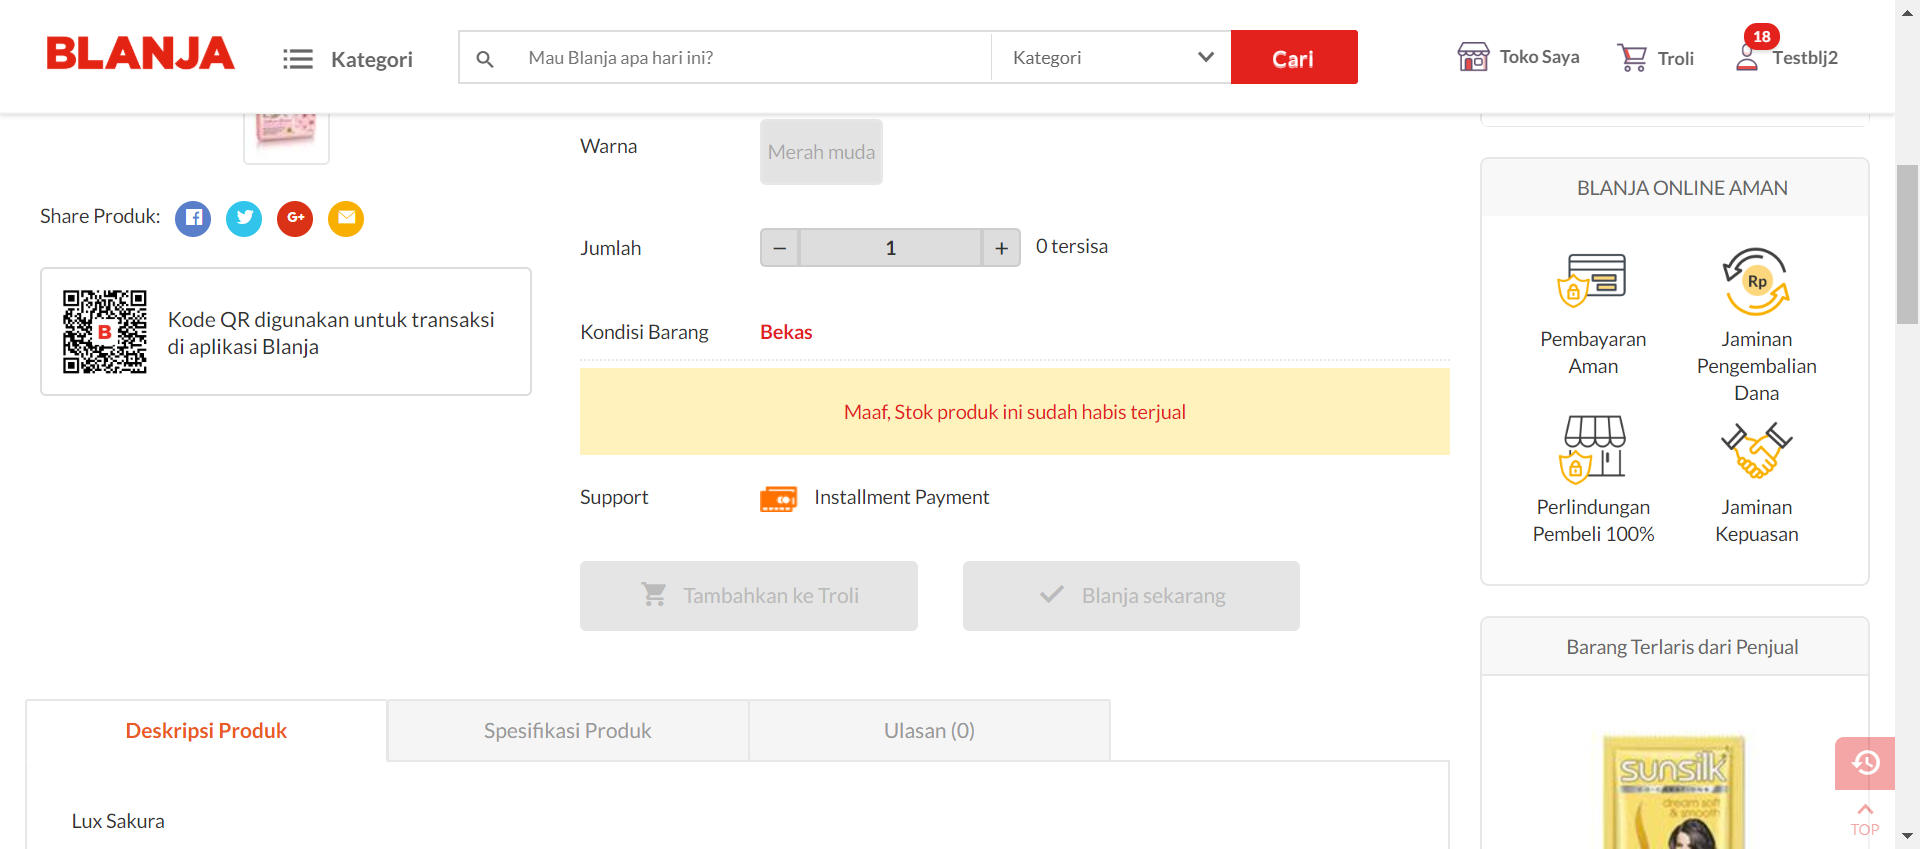 BLANJA
Kategori
Mau Blanja apa hari ini?
Kategori
Cari
Toko Saya
Troli
18
Testblj2
Warna
Merah muda
Share Produk:
G+
Jumlah
−
1
+
0 tersisa
B
Kode QR digunakan untuk transaksi
di aplikasi Blanja
Kondisi Barang
Bekas
Maaf, Stok produk ini sudah habis terjual
Support
Installment Payment
Tambahkan ke Troli
Blanja sekarang
BLANJA ONLINE AMAN
Rp
Pembayaran
Aman
Jaminan
Pengembalian
Dana
Perlindungan
Pembeli 100%
Jaminan
Kepuasan
Barang Terlaris dari Penjual
sunsilk
dream soft
& smooth
Deskripsi Produk
Spesifikasi Produk
Ulasan (0)
Lux Sakura
TOP